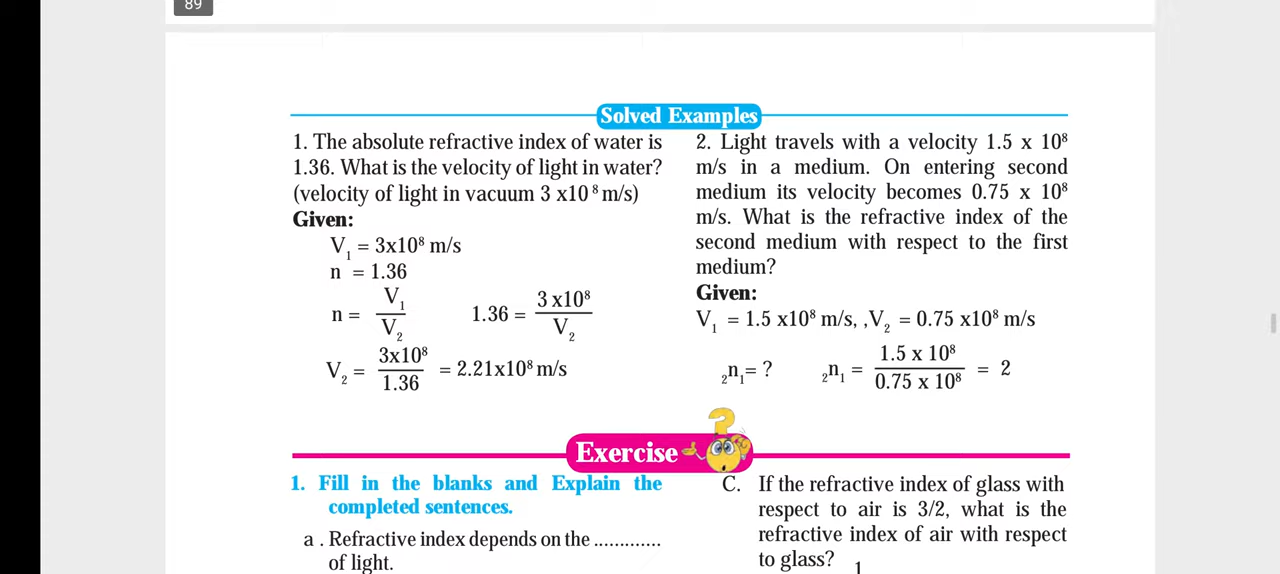 89
Solved Examples
1. The absolute refractive index of water is
1.36. What is the velocity of light in water?
(velocity of light in vacuum 3 x10⁸ m/s)
Given:
V₁ = 3x10⁸ m/s
n = 1.36
n = V₁/V₂    1.36 = 3 x10⁸/V₂
V₂ = 3x10⁸/1.36 = 2.21x10⁸ m/s
2. Light travels with a velocity 1.5 x 10⁸
m/s in a medium. On entering second
medium its velocity becomes 0.75 x 10⁸
m/s. What is the refractive index of the
second medium with respect to the first
medium?
Given:
V₁ = 1.5 x10⁸ m/s, ,V₂ = 0.75 x10⁸ m/s
₂n₁= ?    ₂n₁ = 1.5 x 10⁸/0.75 x 10⁸ = 2
Exercise
1. Fill in the blanks and Explain the
completed sentences.
a . Refractive index depends on the .............
of light.
C. If the refractive index of glass with
respect to air is 3/2, what is the
refractive index of air with respect
to glass?
1